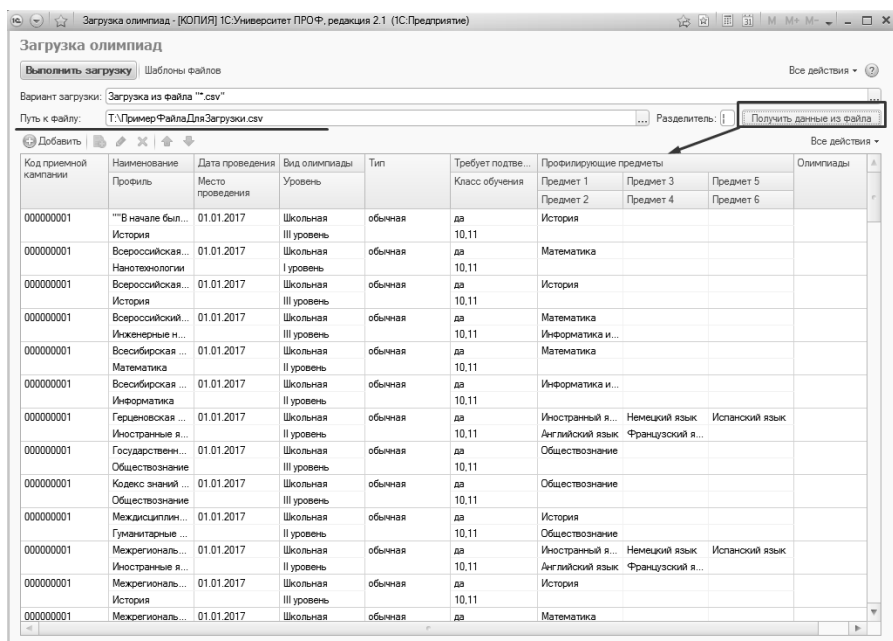 Загрузка олимпиад - [КОПИЯ] 1С:Университет ПРОФ, редакция 2.1 (1С:Предприятие) M M+ M-
Загрузка олимпиад
Выполнить загрузку Шаблоны файлов Все действия
Вариант загрузки: Загрузка из файла "*.csv" ...
Путь к файлу: T:\ПримерФайлаДляЗагрузки.csv ... Разделитель: Получить данные из файла
Добавить Все действия
Код приемной кампании Наименование Дата проведения Вид олимпиады Тип Требует подтве... Профилирующие предметы Олимпиады
Профиль Место проведения Уровень Класс обучения Предмет 1 Предмет 3 Предмет 5
Предмет 2 Предмет 4 Предмет 6
000000001 ""В начале был... 01.01.2017 Школьная обычная да История
История III уровень 10,11
000000001 Всероссийская... 01.01.2017 Школьная обычная да Математика
Нанотехнологии I уровень 10,11
000000001 Всероссийская... 01.01.2017 Школьная обычная да История
История III уровень 10,11
000000001 Всероссийский... 01.01.2017 Школьная обычная да Математика
Инженерные н... III уровень 10,11 Информатика и...
000000001 Всесибирская ... 01.01.2017 Школьная обычная да Математика
Математика II уровень 10,11
000000001 Всесибирская ... 01.01.2017 Школьная обычная да Информатика и...
Информатика II уровень 10,11
000000001 Герценовская ... 01.01.2017 Школьная обычная да Иностранный я... Немецкий язык Испанский язык
Иностранные я... II уровень 10,11 Английский язык Французский я...
000000001 Государственн... 01.01.2017 Школьная обычная да Обществознание
Обществознание III уровень 10,11
000000001 Кодекс знаний ... 01.01.2017 Школьная обычная да Обществознание
Обществознание III уровень 10,11
000000001 Междисциплин... 01.01.2017 Школьная обычная да История
Гуманитарные ... III уровень 10,11 Обществознание
000000001 Межрегиональ... 01.01.2017 Школьная обычная да Иностранный я... Немецкий язык Испанский язык
Иностранные я... II уровень 10,11 Английский язык Французский я...
000000001 Межрегиональ... 01.01.2017 Школьная обычная да История
История III уровень 10,11
000000001 Межрегиональ... 01.01.2017 Школьная обычная да Математика